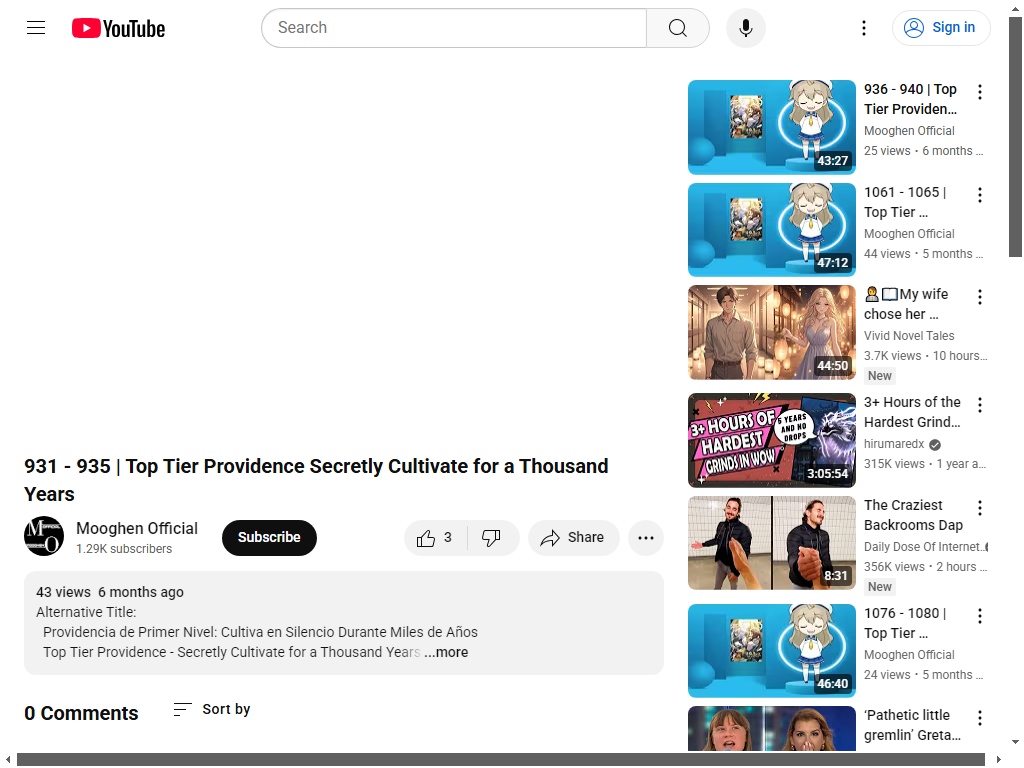 YouTube
Search
Sign in
931 - 935 | Top Tier Providence Secretly Cultivate for a Thousand
Years
Mooghen Official
1.29K subscribers
Subscribe
3
Share
43 views 6 months ago
Alternative Title:
Providencia de Primer Nivel: Cultiva en Silencio Durante Miles de Años
Top Tier Providence - Secretly Cultivate for a Thousand Years ...more
0 Comments
Sort by
43:27
936 - 940 | Top
Tier Providen...
Mooghen Official
25 views • 6 months ...
47:12
1061 - 1065 |
Top Tier ...
Mooghen Official
44 views • 5 months ...
44:50
My wife
chose her ...
Vivid Novel Tales
3.7K views • 10 hours...
New
3+ HOURS OF
HARDEST
GRINDS IN WOW
6 YEARS
AND NO
DROPS
3:05:54
3+ Hours of the
Hardest Grind...
hirumaredx
315K views • 1 year a...
8:31
The Craziest
Backrooms Dap
Daily Dose Of Internet...
356K views • 2 hours ...
New
46:40
1076 - 1080 |
Top Tier ...
Mooghen Official
24 views • 5 months ...
‘Pathetic little
gremlin’ Greta...